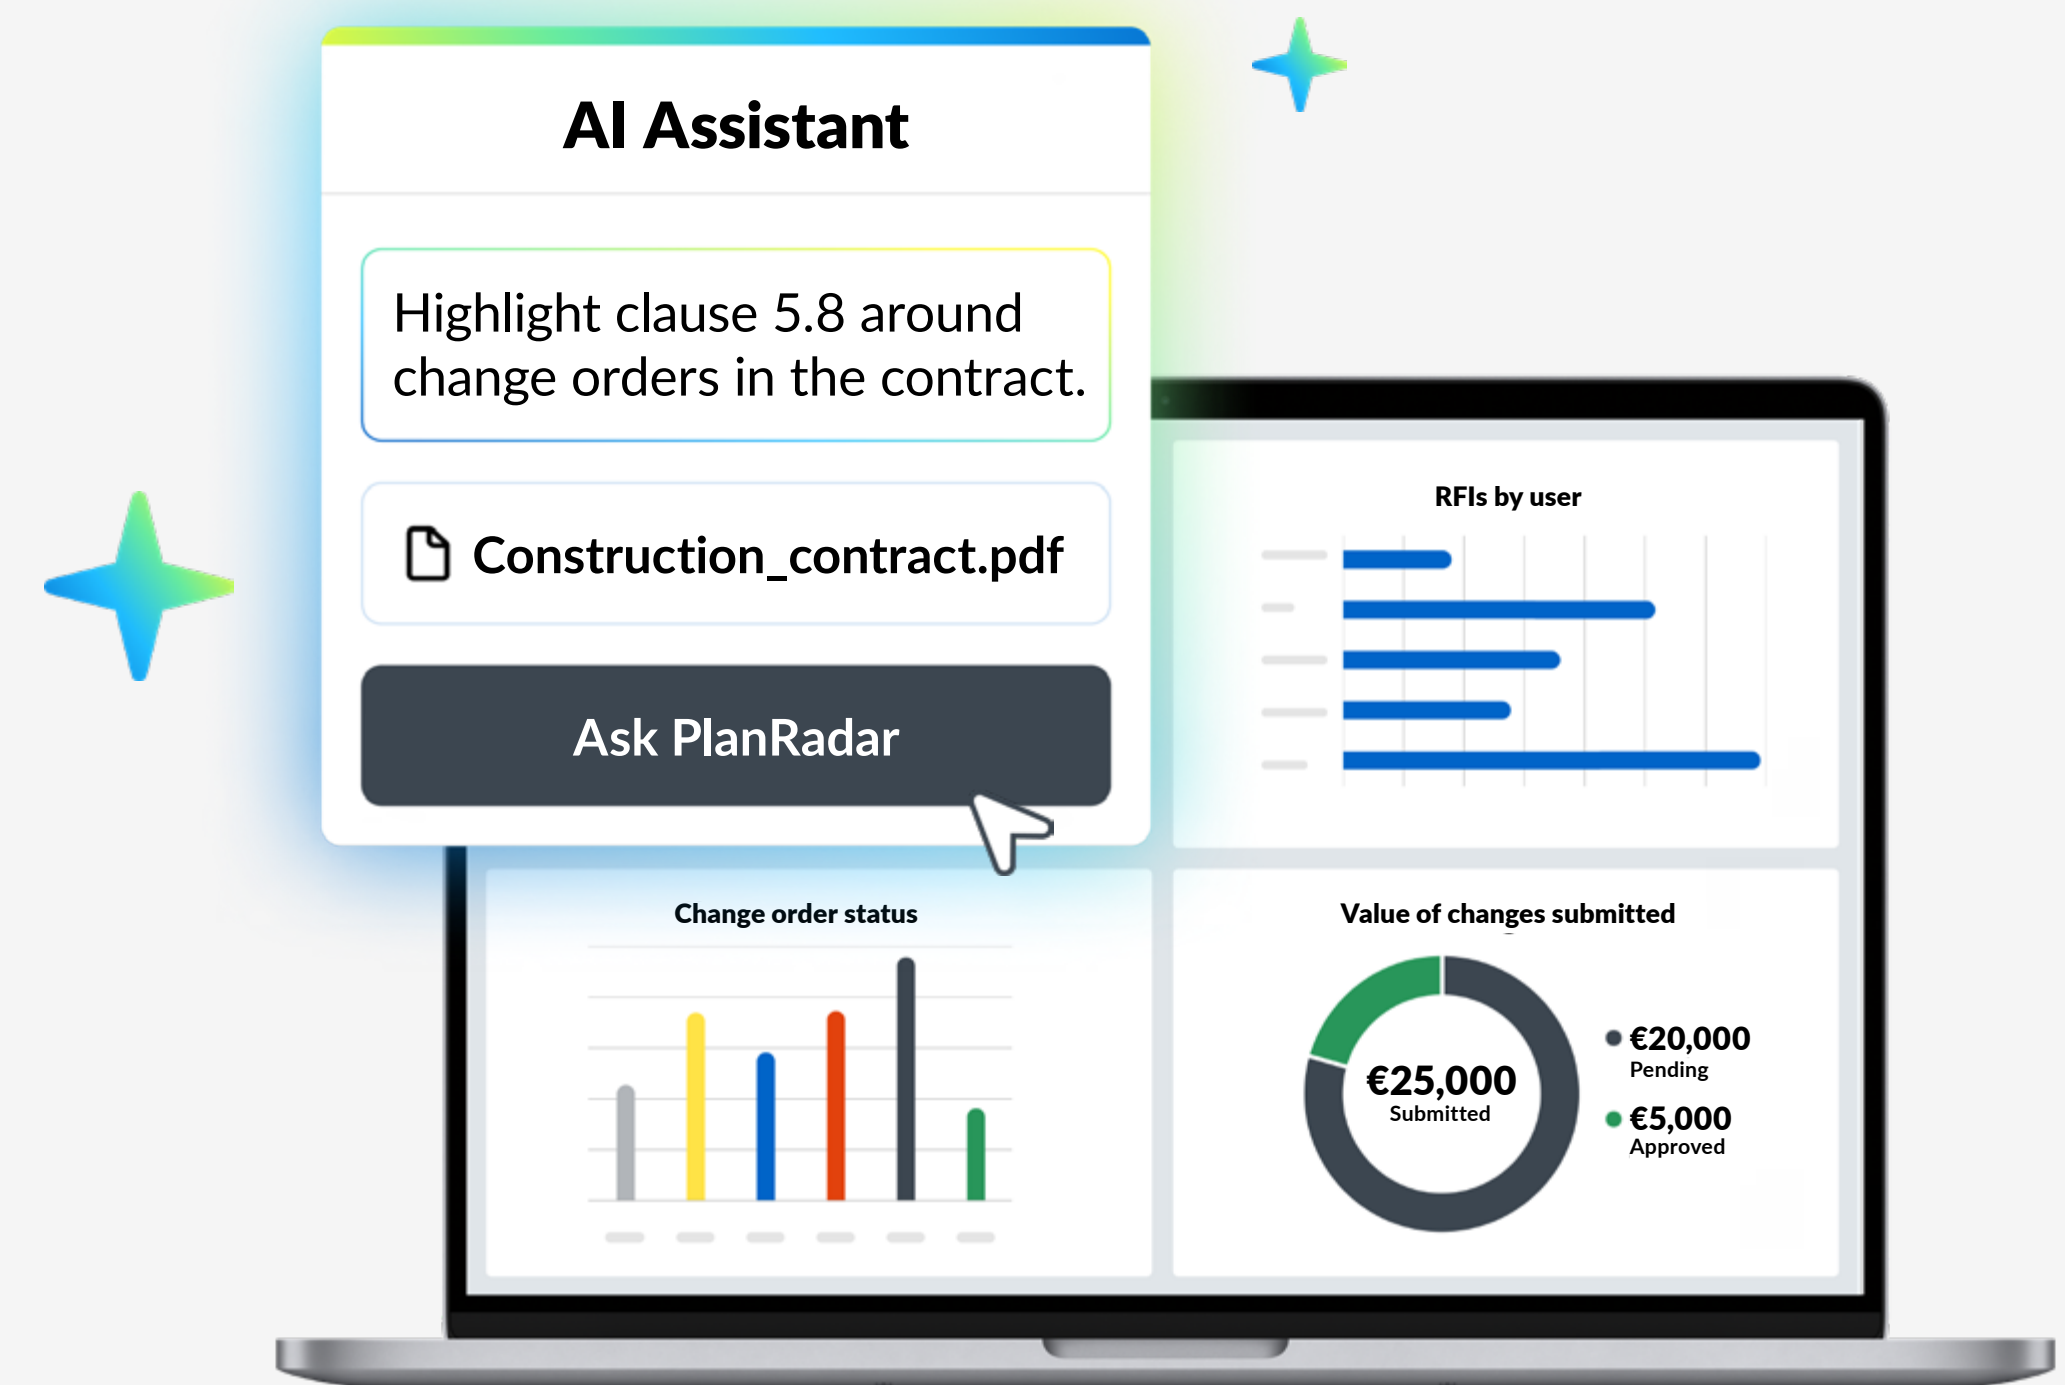 AI Assistant
Highlight clause 5.8 around
change orders in the contract.
Construction_contract.pdf
Ask PlanRadar
RFIs by user
Change order status
Value of changes submitted
€25,000
Submitted
€20,000
Pending
€5,000
Approved